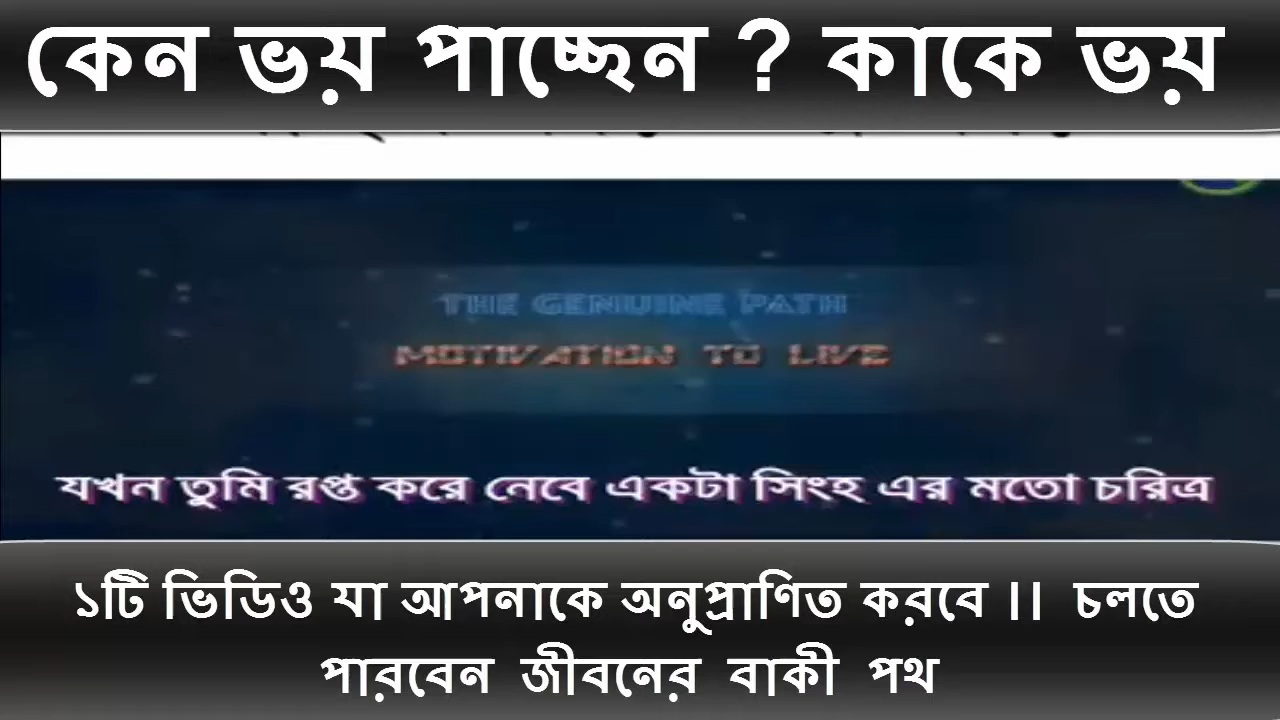 কেন ভয় পাচ্ছেন ? কাকে ভয়
THE GENUINE PATH
MOTIVATION TO LIVE
যখন তুমি রপ্ত করে নেবে একটা সিংহ এর মতো চরিত্র
১টি ভিডিও যা আপনাকে অনুপ্রাণিত করবে ।। চলতে
পারবেন জীবনের বাকী পথ